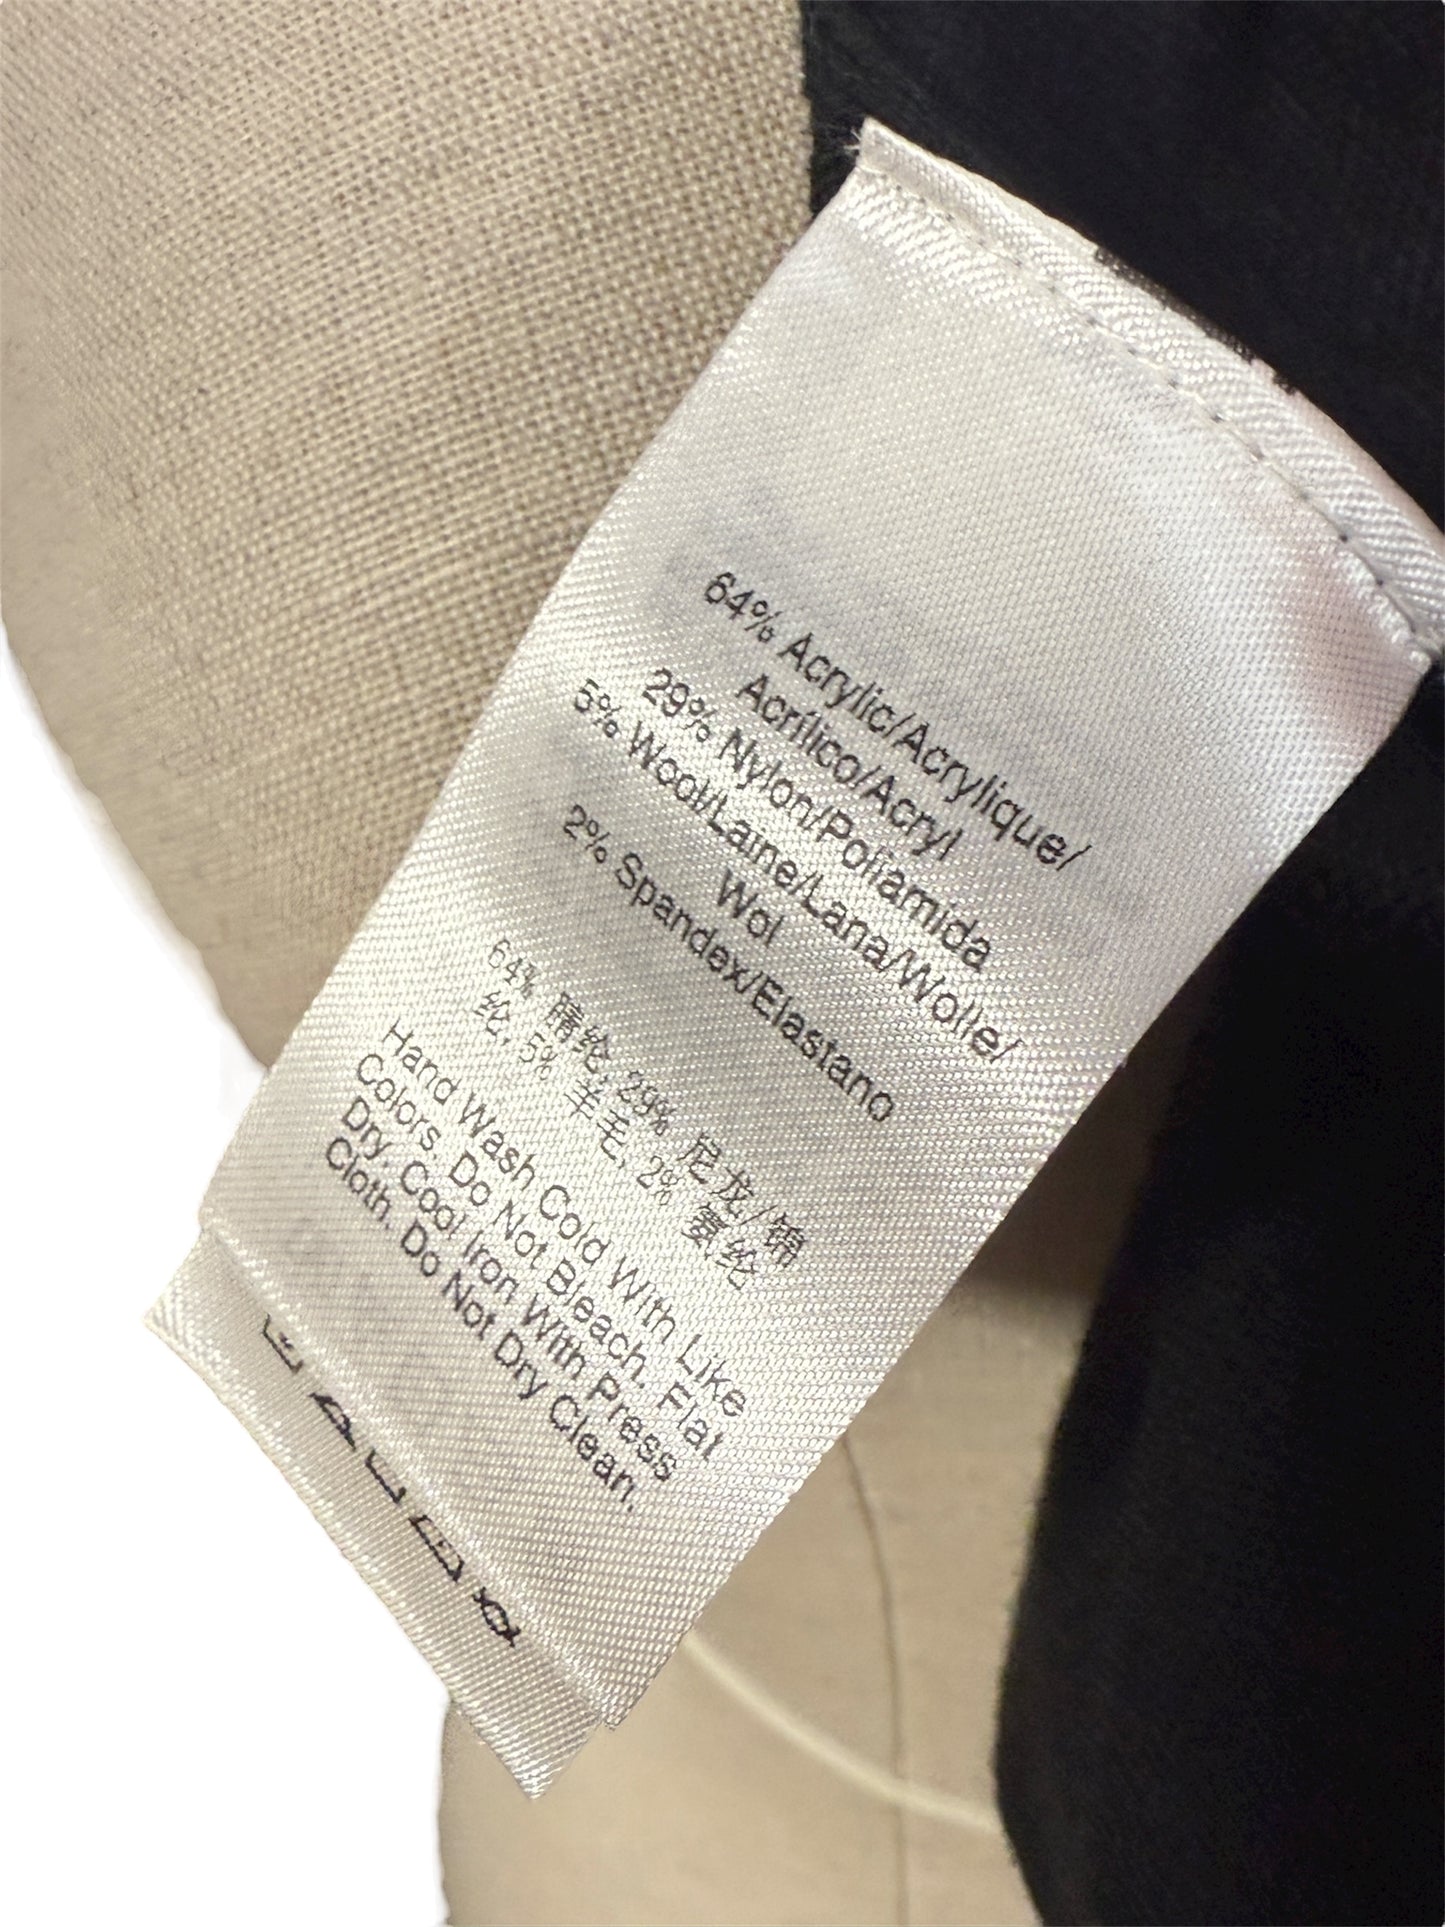 64% Acrylic/Acrylique/
Acrílico/Acryl
29% Nylon/Poliamida
5% Wool/Laine/Lana/Wolle/
Wol
2% Spandex/Elastano
64% 腈纶, 29% 尼龙/锦
纶, 5% 羊毛, 2% 氨纶
Hand Wash Cold With Like
Colors. Do Not Bleach. Flat
Dry. Cool Iron With Press
Cloth. Do Not Dry Clean.